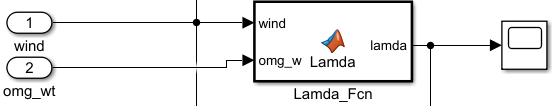 1
wind
2
omg_wt
wind
omg_w
Lamda
lamda
Lamda_Fcn